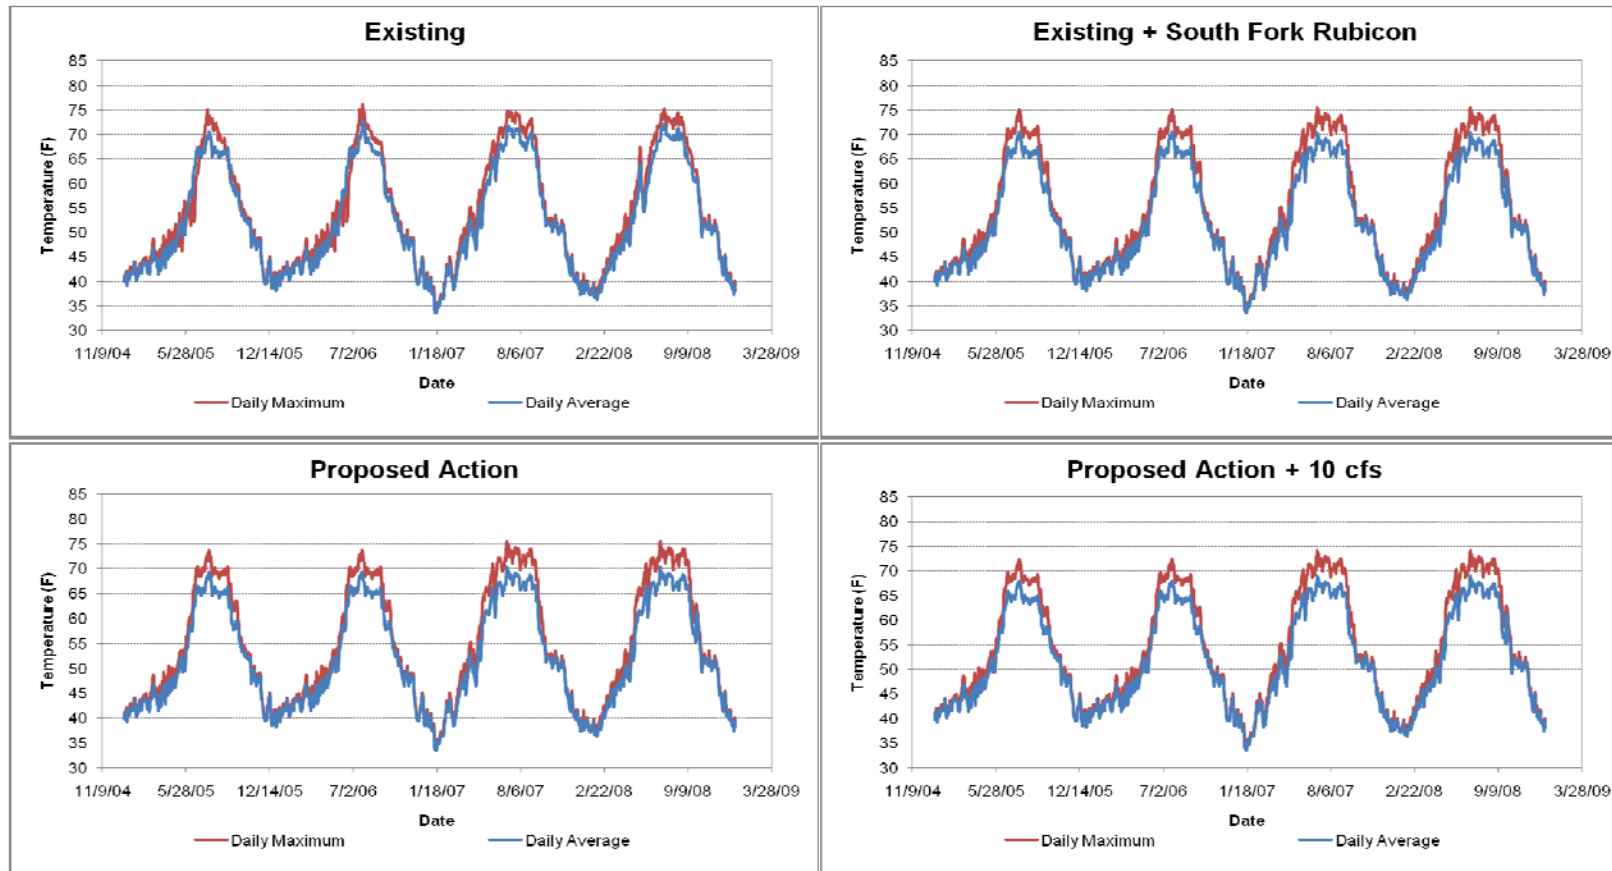 Existing
85
80
75
70
65
60
55
50
45
40
35
30
Temperature (F)
11/9/04 5/28/05 12/14/05 7/2/06 1/18/07 8/6/07 2/22/08 9/9/08 3/28/09
Date
Daily Maximum Daily Average
Existing + South Fork Rubicon
85
80
75
70
65
60
55
50
45
40
35
30
Temperature (F)
11/9/04 5/28/05 12/14/05 7/2/06 1/18/07 8/6/07 2/22/08 9/9/08 3/28/09
Date
Daily Maximum Daily Average
Proposed Action
85
80
75
70
65
60
55
50
45
40
35
30
Temperature (F)
11/9/04 5/28/05 12/14/05 7/2/06 1/18/07 8/6/07 2/22/08 9/9/08 3/28/09
Date
Daily Maximum Daily Average
Proposed Action + 10 cfs
85
80
75
70
65
60
55
50
45
40
35
30
Temperature (F)
11/9/04 5/28/05 12/14/05 7/2/06 1/18/07 8/6/07 2/22/08 9/9/08 3/28/09
Date
Daily Maximum Daily Average